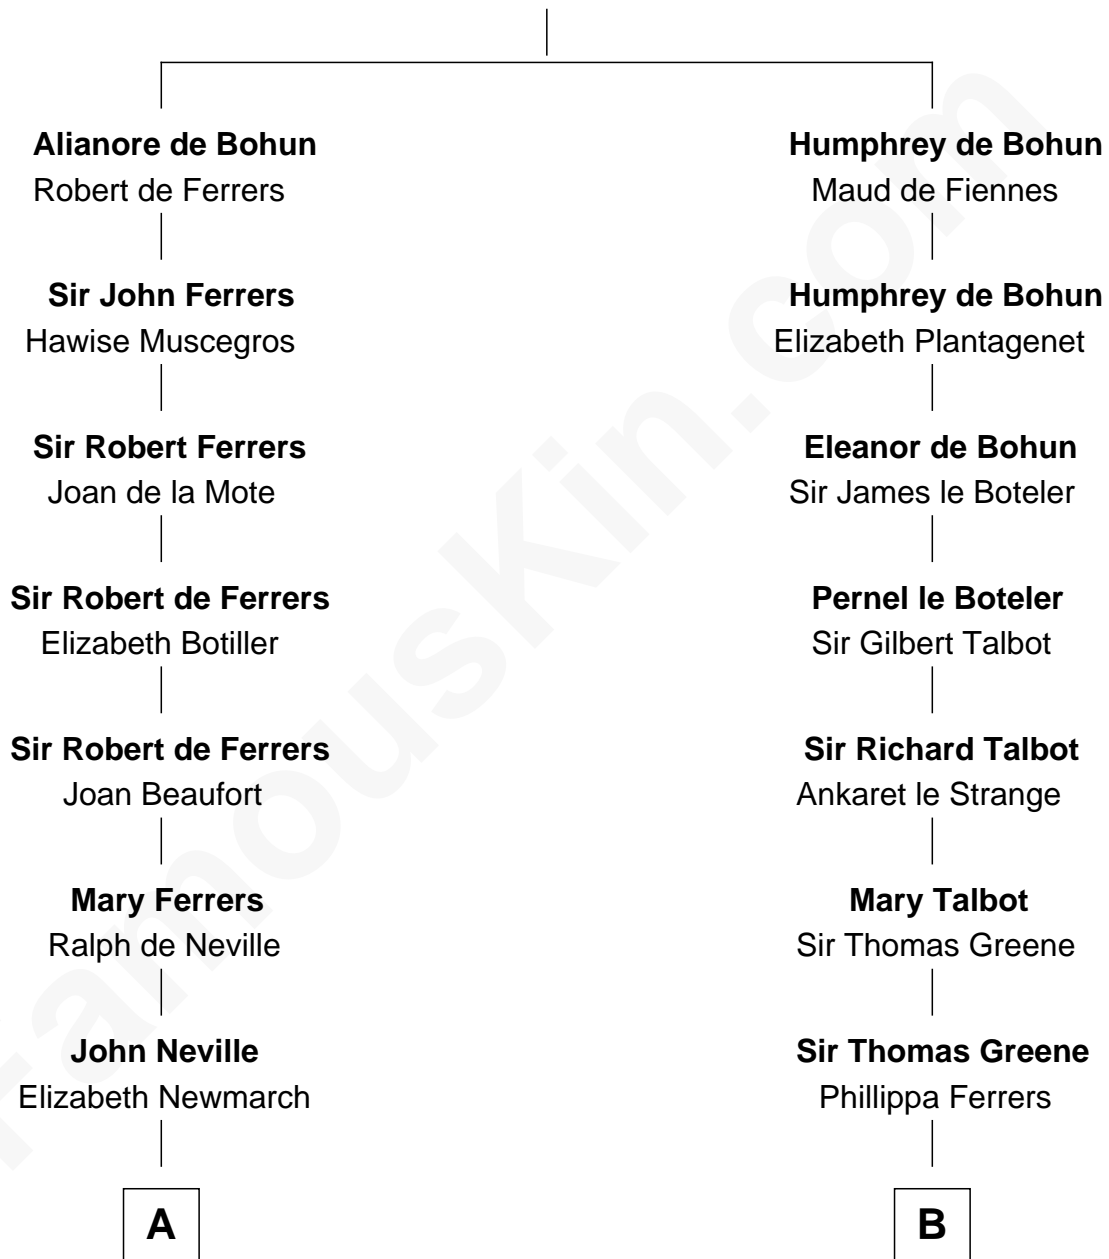 Alianore de Bohun
Robert de Ferrers
Humphrey de Bohun
Maud de Fiennes
Sir John Ferrers
Hawise Muscegros
Humphrey de Bohun
Elizabeth Plantagenet
Sir Robert Ferrers
Joan de la Mote
Eleanor de Bohun
Sir James le Boteler
Sir Robert de Ferrers
Elizabeth Botiller
Pernel le Boteler
Sir Gilbert Talbot
Sir Robert de Ferrers
Joan Beaufort
Sir Richard Talbot
Ankaret le Strange
Mary Ferrers
Ralph de Neville
Mary Talbot
Sir Thomas Greene
John Neville
Elizabeth Newmarch
Sir Thomas Greene
Phillippa Ferrers
A
B
FamousKin.com